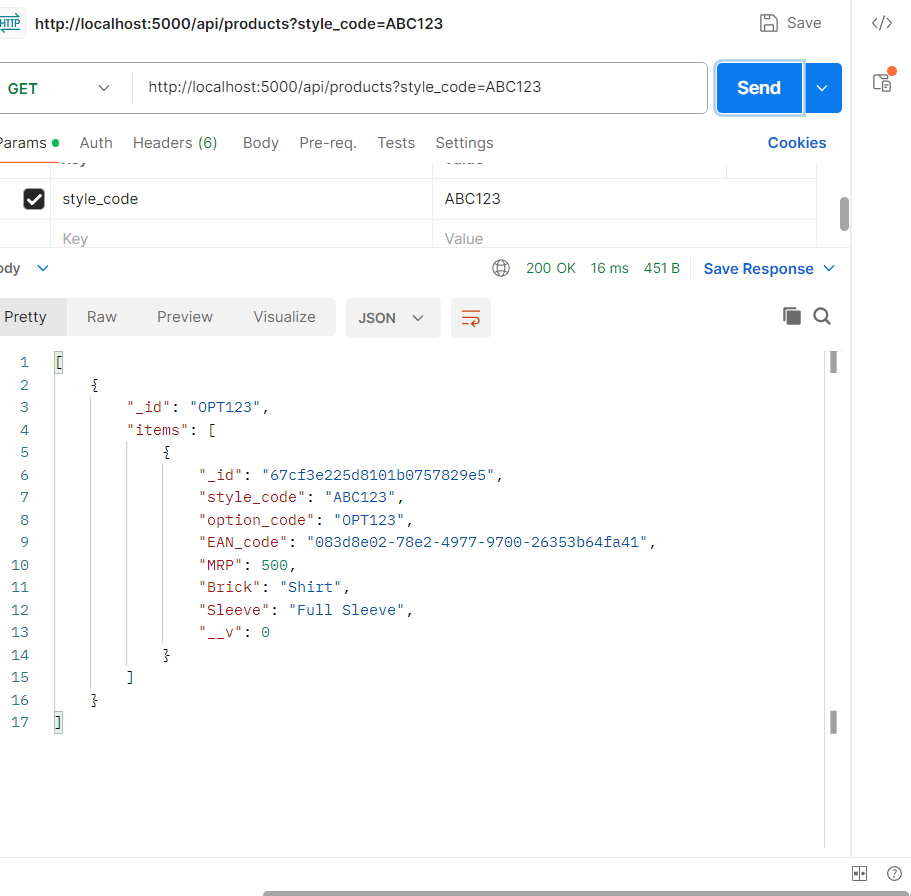 HTTP http://localhost:5000/api/products?style_code=ABC123 Save </>
GET http://localhost:5000/api/products?style_code=ABC123 Send
Params Auth Headers (6) Body Pre-req. Tests Settings Cookies
style_code ABC123
Key Value
ody 200 OK 16 ms 451 B Save Response
Pretty Raw Preview Visualize JSON
1 [
2 {
3 "_id": "OPT123",
4 "items": [
5 {
6 "_id": "67cf3e225d8101b0757829e5",
7 "style_code": "ABC123",
8 "option_code": "OPT123",
9 "EAN_code": "083d8e02-78e2-4977-9700-26353b64fa41",
10 "MRP": 500,
11 "Brick": "Shirt",
12 "Sleeve": "Full Sleeve",
13 "__v": 0
14 }
15 ]
16 }
17 ]